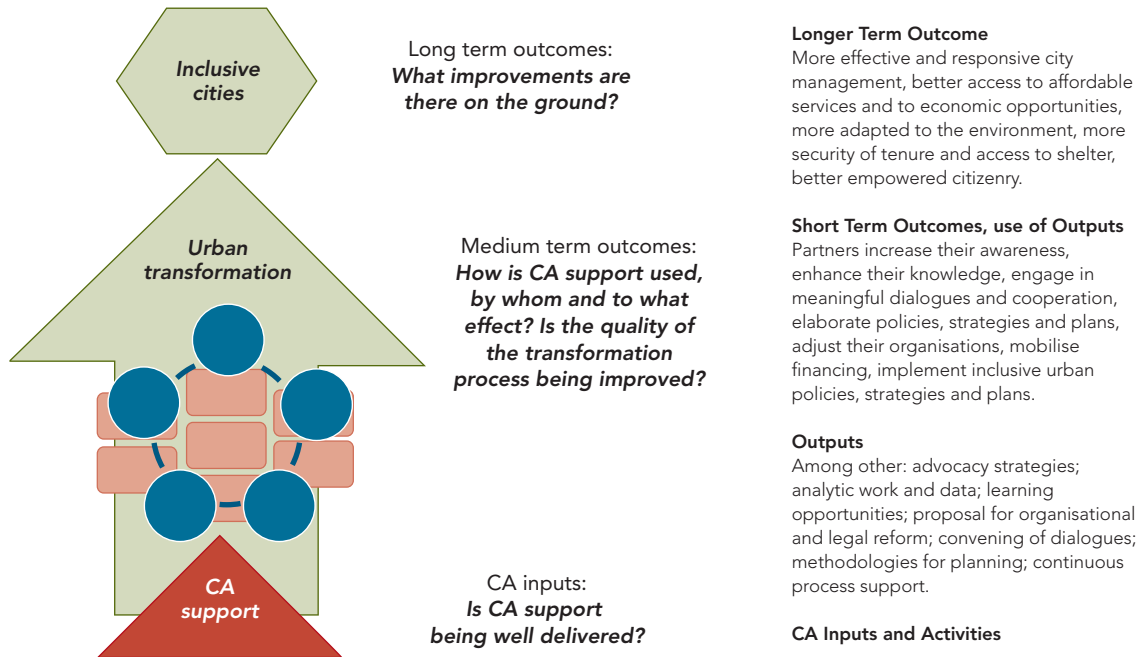 Inclusive
cities
Urban
transformation
CA
support
Long term outcomes:
What improvements are
there on the ground?
Medium term outcomes:
How is CA support used,
by whom and to what
effect? Is the quality of
the transformation
process being improved?
CA inputs:
Is CA support
being well delivered?
Longer Term Outcome
More effective and responsive city
management, better access to affordable
services and to economic opportunities,
more adapted to the environment, more
security of tenure and access to shelter,
better empowered citizenry.
Short Term Outcomes, use of Outputs
Partners increase their awareness,
enhance their knowledge, engage in
meaningful dialogues and cooperation,
elaborate policies, strategies and plans,
adjust their organisations, mobilise
financing, implement inclusive urban
policies, strategies and plans.
Outputs
Among other: advocacy strategies;
analytic work and data; learning
opportunities; proposal for organisational
and legal reform; convening of dialogues;
methodologies for planning; continuous
process support.
CA Inputs and Activities